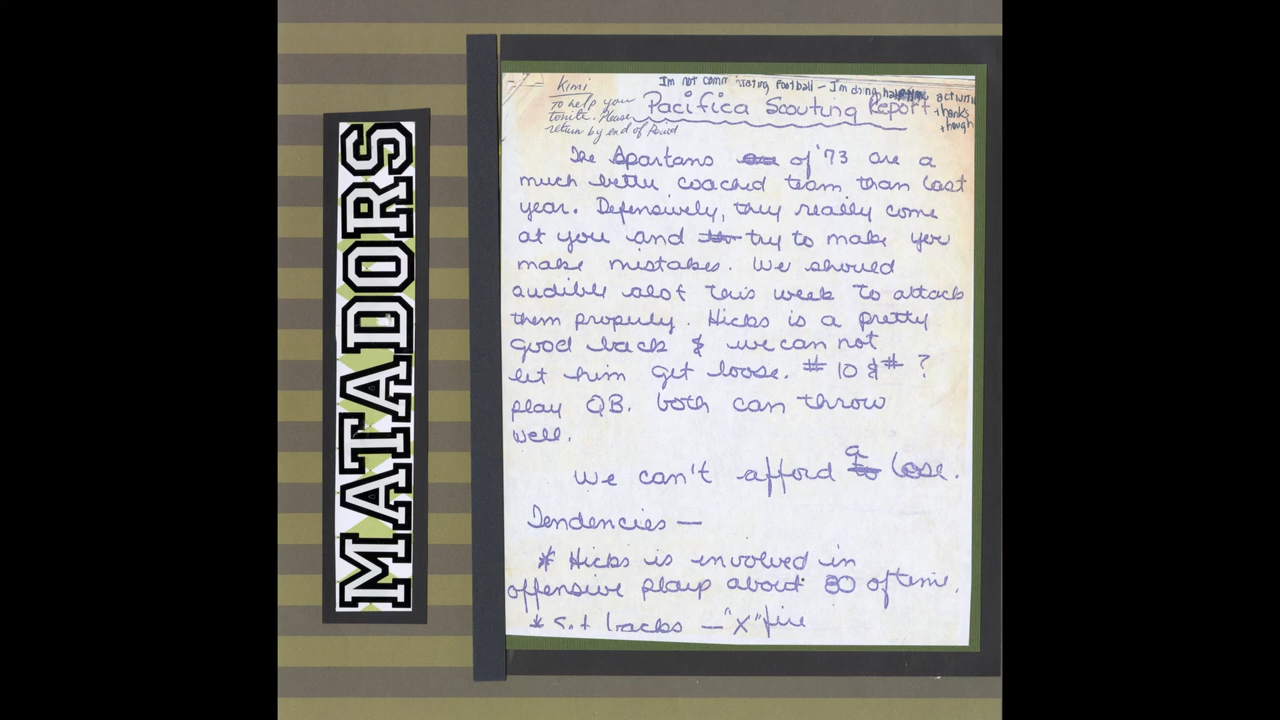 MATADORS
Kimi
To help you
tonite. Please
return by end of Period
I'm not comm tating Football - I'm doing activiti
thanks
though
Pacifica Scouting Report
The Spartans of '73 are a
much better coached team than last
year. Defensively, they really come
at you and try to make you
make mistakes. We should
audible alot this week to attack
them properly. Hicks is a pretty
good back & we can not
let him get loose. # 10 & # ?
play QB. both can throw
well.
We can't afford a lose.
Tendencies —
* Hicks is involved in
offensive plays about 80 of time.
* backs — "X" fire